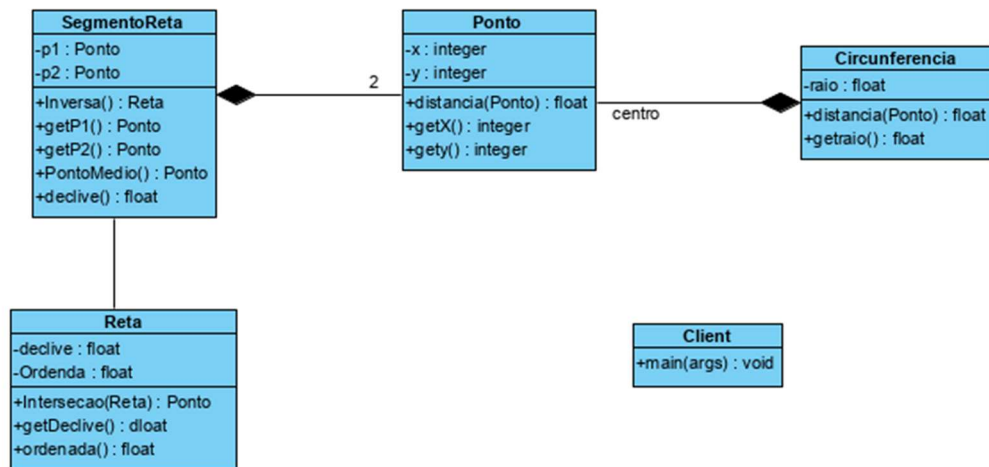 SegmentoReta
-p1 : Ponto
-p2 : Ponto
+Inversa() : Reta
+getP1() : Ponto
+getP2() : Ponto
+PontoMedio() : Ponto
+declive() : float
2
Ponto
-x : integer
-y : integer
+distancia(Ponto) : float
+getX() : integer
+gety() : integer
centro
Circunferencia
-raio : float
+distancia(Ponto) : float
+getraio() : float
Reta
-declive : float
-Ordenda : float
+Intersecao(Reta) : Ponto
+getDeclive() : dloat
+ordenada() : float
Client
+main(args) : void